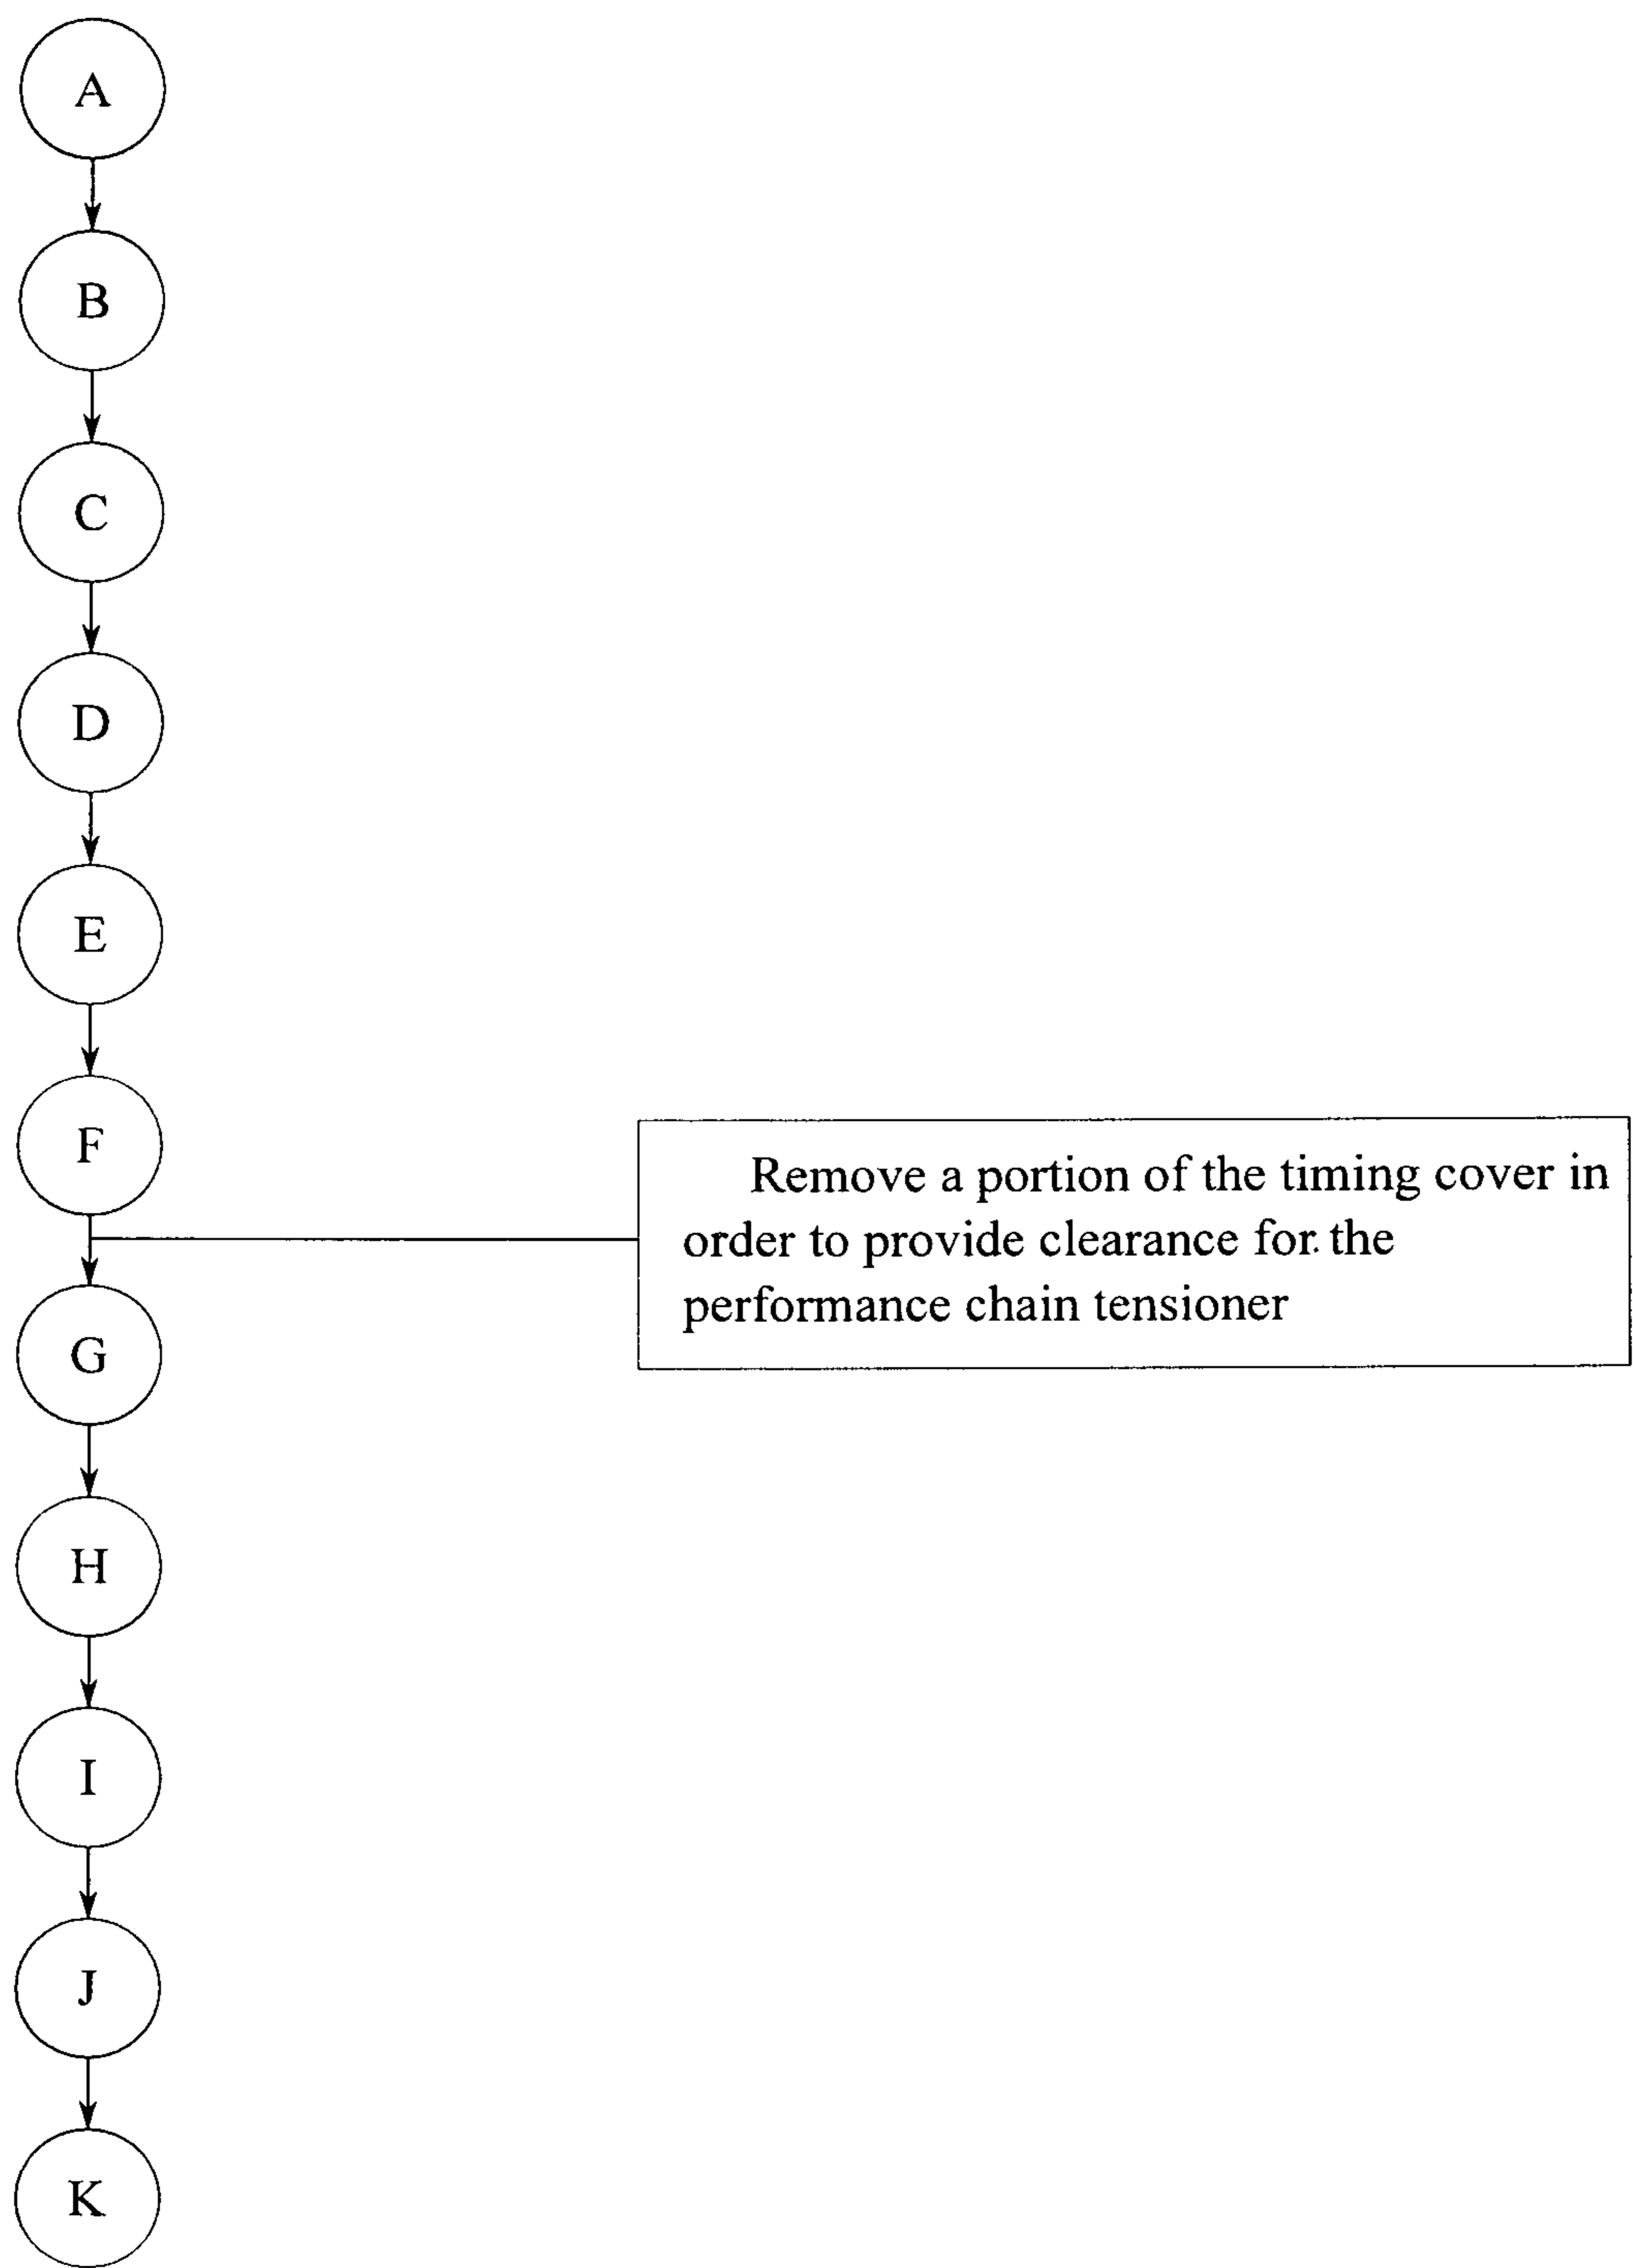 A
B
C
D
E
F
Remove a portion of the timing cover in
order to provide clearance for the
performance chain tensioner
G
H
I
J
K